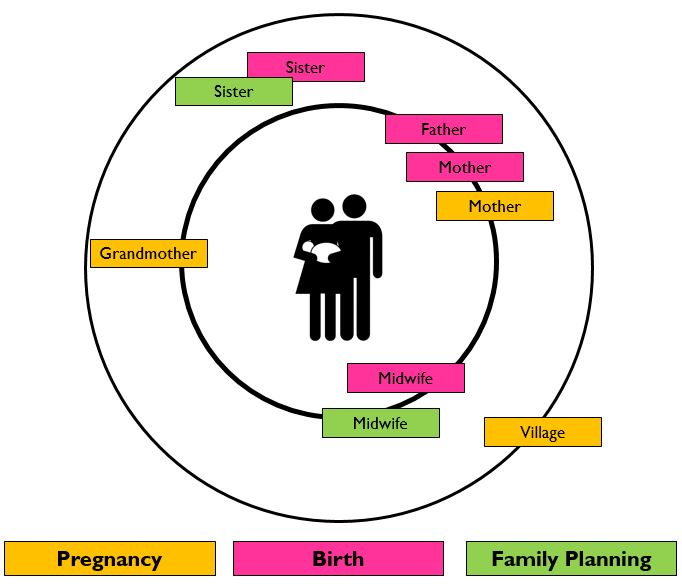 Sister
Sister
Father
Mother
Mother
Grandmother
Midwife
Midwife
Village
Pregnancy
Birth
Family Planning